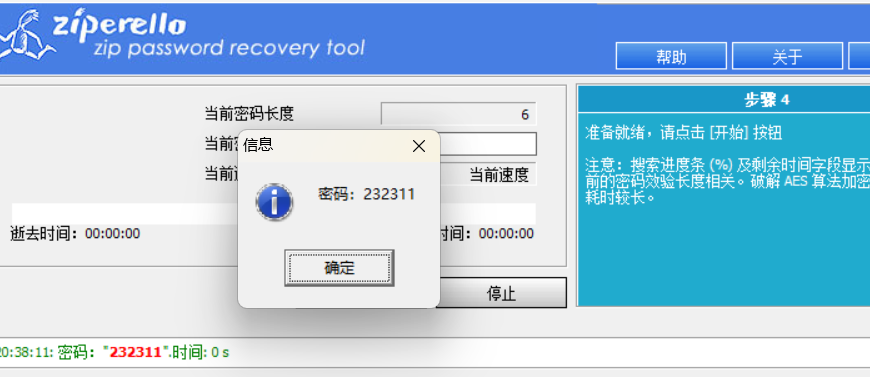 ziperello
zip password recovery tool
帮助
关于
步骤 4
准备就绪，请点击 [开始] 按钮
注意：搜索进度条 (%) 及剩余时间字段显示
前的密码效验长度相关。破解 AES 算法加密
耗时较长。
当前密码长度
6
当前
当前
当前速度
信息
密码：232311
确定
逝去时间：00:00:00
时间：00:00:00
停止
20:38:11: 密码："232311".时间: 0 s